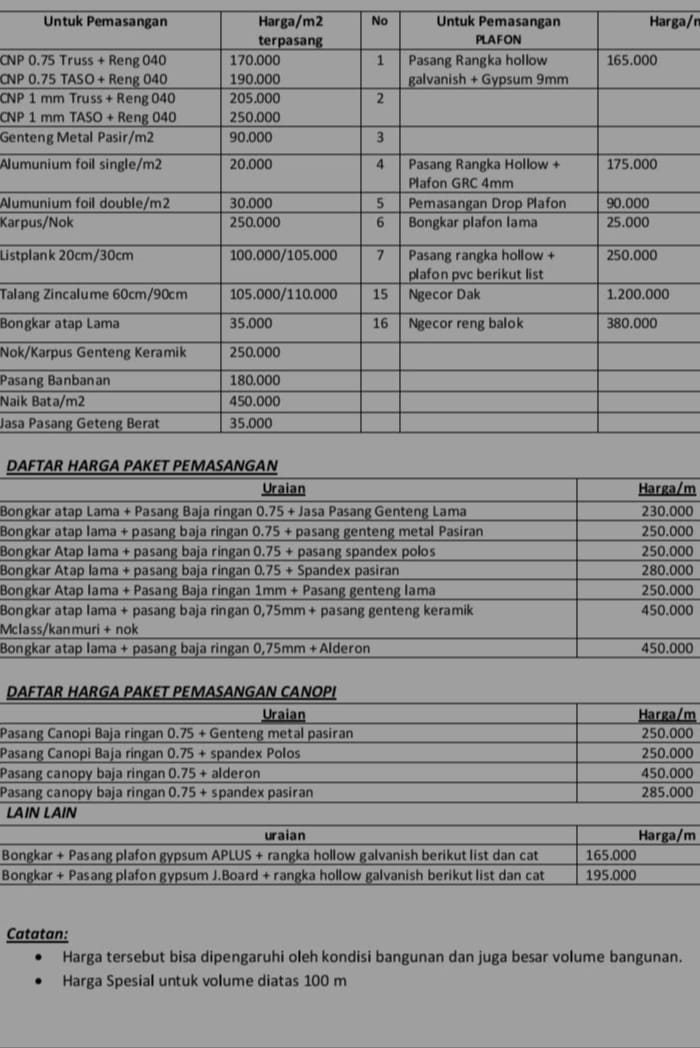 Untuk Pemasangan Harga/m2 No Untuk Pemasangan
terpasang PLAFON
CNP 0.75 Truss + Reng 040 170.000 1 Pasang Rangka hollow 165.000
CNP 0.75 TASO + Reng 040 190.000 galvanish + Gypsum 9mm
CNP 1 mm Truss + Reng 040 205.000 2
CNP 1 mm TASO + Reng 040 250.000
Genteng Metal Pasir/m2 90.000 3
Alumunium foil single/m2 20.000 4 Pasang Rangka Hollow + 175.000
Plafon GRC 4mm
Alumunium foil double/m2 30.000 5 Pemasangan Drop Plafon 90.000
Karpus/Nok 250.000 6 Bongkar plafon lama 25.000
Listplank 20cm/30cm 100.000/105.000 7 Pasang rangka hollow + 250.000
plafon pvc berikut list
Talang Zincalume 60cm/90cm 105.000/110.000 15 Ngecor Dak 1.200.000
Bongkar atap Lama 35.000 16 Ngecor reng balok 380.000
Nok/Karpus Genteng Keramik 250.000
Pasang Banbanan 180.000
Naik Bata/m2 450.000
Jasa Pasang Geteng Berat 35.000
DAFTAR HARGA PAKET PEMASANGAN
Uraian Harga/m
Bongkar atap Lama + Pasang Baja ringan 0.75 + Jasa Pasang Genteng Lama 230.000
Bongkar atap lama + pasang baja ringan 0.75 + pasang genteng metal Pasiran 250.000
Bongkar Atap lama + pasang baja ringan 0.75 + pasang spandex polos 250.000
Bongkar Atap lama + pasang baja ringan 0.75 + Spandex pasiran 280.000
Bongkar Atap lama + Pasang Baja ringan 1mm + Pasang genteng lama 250.000
Bongkar atap lama + pasang baja ringan 0,75mm + pasang genteng keramik 450.000
Mclass/kanmuri + nok
Bongkar atap lama + pasang baja ringan 0,75mm + Alderon 450.000
DAFTAR HARGA PAKET PEMASANGAN CANOPI
Uraian Harga/m
Pasang Canopi Baja ringan 0.75 + Genteng metal pasiran 250.000
Pasang Canopi Baja ringan 0.75 + spandex Polos 250.000
Pasang canopy baja ringan 0.75 + alderon 450.000
Pasang canopy baja ringan 0.75 + spandex pasiran 285.000
LAIN LAIN
uraian Harga/m
Bongkar + Pasang plafon gypsum APLUS + rangka hollow galvanish berikut list dan cat 165.000
Bongkar + Pasang plafon gypsum J.Board + rangka hollow galvanish berikut list dan cat 195.000
Catatan:
• Harga tersebut bisa dipengaruhi oleh kondisi bangunan dan juga besar volume bangunan.
• Harga Spesial untuk volume diatas 100 m